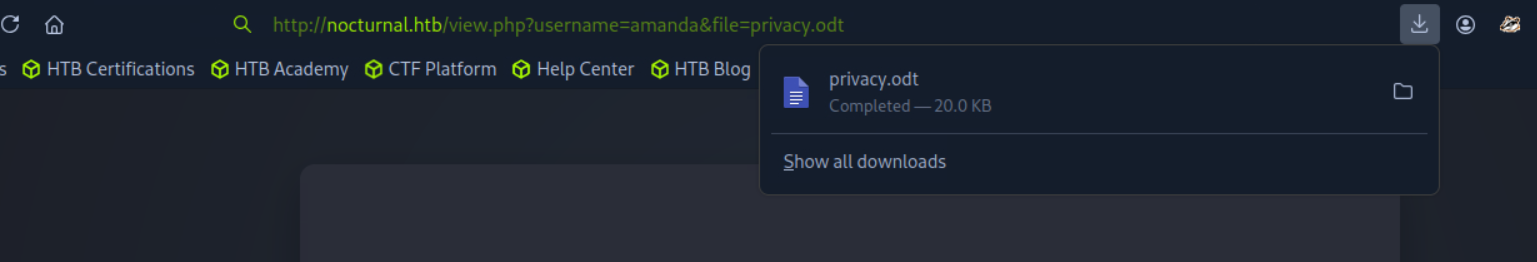 http://nocturnal.htb/view.php?username=amanda&file=privacy.odt
s HTB Certifications HTB Academy CTF Platform Help Center HTB Blog
privacy.odt
Completed — 20.0 KB
Show all downloads